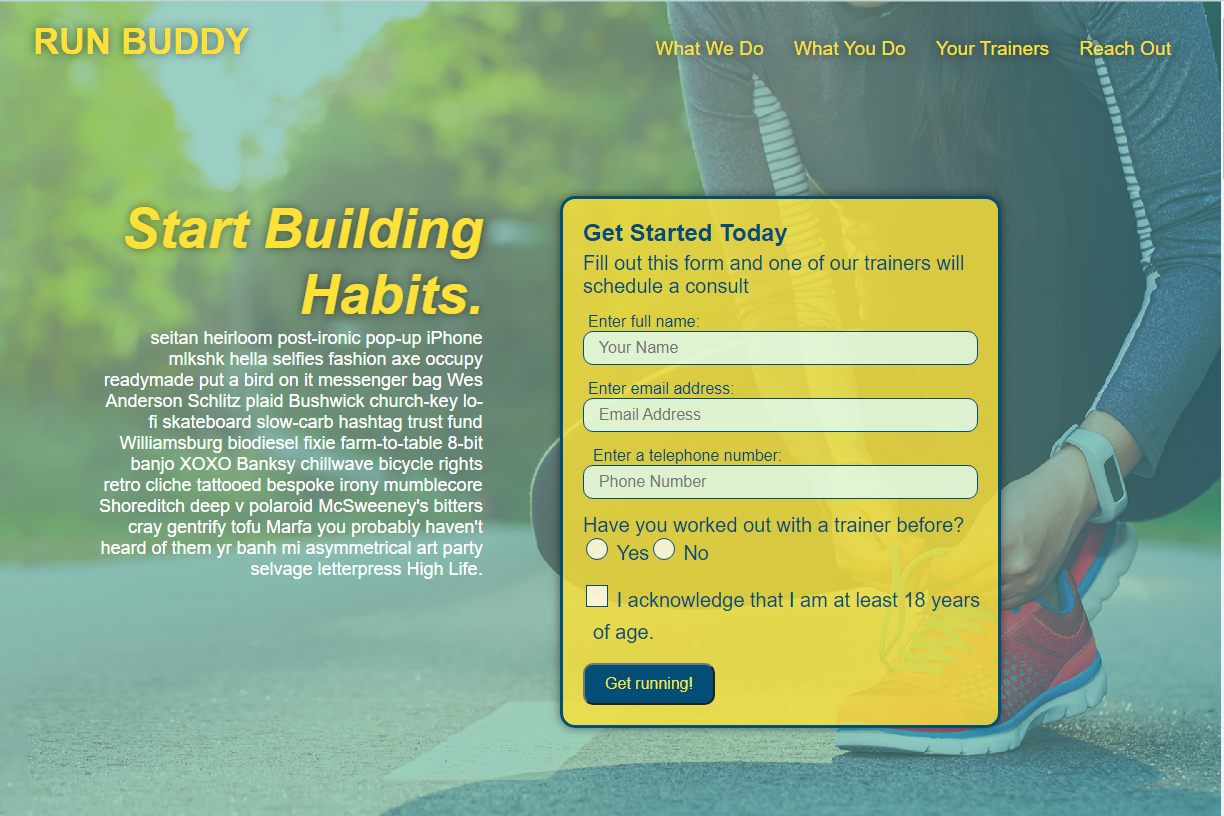 RUN BUDDY
What We Do What You Do Your Trainers Reach Out
Start Building
Habits.
seitan heirloom post-ironic pop-up iPhone
mlkshk hella selfies fashion axe occupy
readymade put a bird on it messenger bag Wes
Anderson Schlitz plaid Bushwick church-key lo-
fi skateboard slow-carb hashtag trust fund
Williamsburg biodiesel fixie farm-to-table 8-bit
banjo XOXO Banksy chillwave bicycle rights
retro cliche tattooed bespoke irony mumblecore
Shoreditch deep v polaroid McSweeney's bitters
cray gentrify tofu Marfa you probably haven't
heard of them yr banh mi asymmetrical art party
selvage letterpress High Life.
Get Started Today
Fill out this form and one of our trainers will
schedule a consult
Enter full name:
Your Name
Enter email address:
Email Address
Enter a telephone number:
Phone Number
Have you worked out with a trainer before?
Yes No
I acknowledge that I am at least 18 years
of age.
Get running!